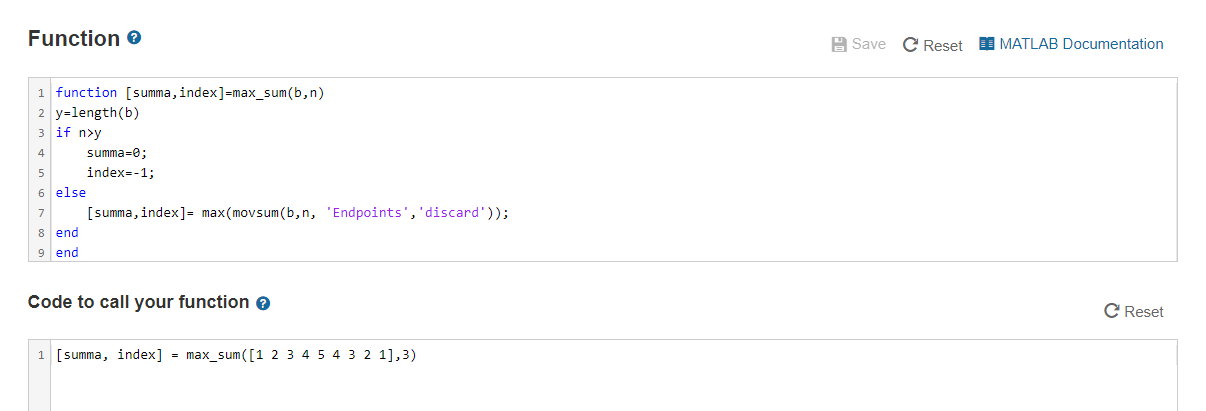 Function ?
Save Reset MATLAB Documentation
1 function [summa,index]=max_sum(b,n)
2 y=length(b)
3 if n>y
4     summa=0;
5     index=-1;
6 else
7     [summa,index]= max(movsum(b,n, 'Endpoints','discard'));
8 end
9 end
Code to call your function ?
Reset
1 [summa, index] = max_sum([1 2 3 4 5 4 3 2 1],3)